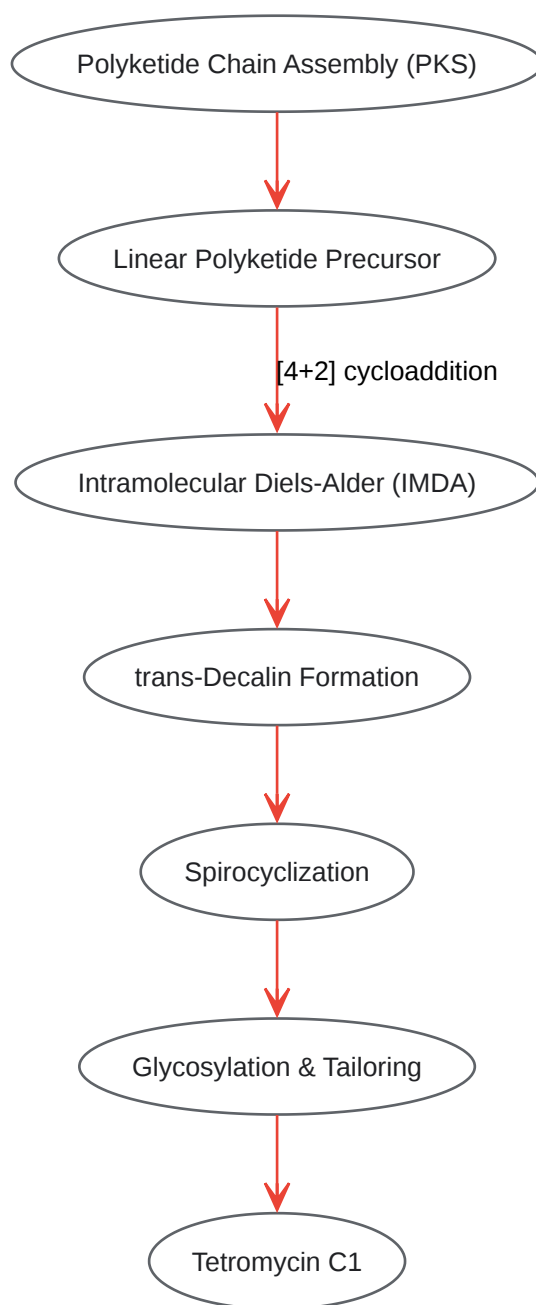 Polyketide Chain Assembly (PKS)
Linear Polyketide Precursor
[4+2] cycloaddition
Intramolecular Diels-Alder (IMDA)
trans-Decalin Formation
Spirocyclization
Glycosylation & Tailoring
Tetromycin C1